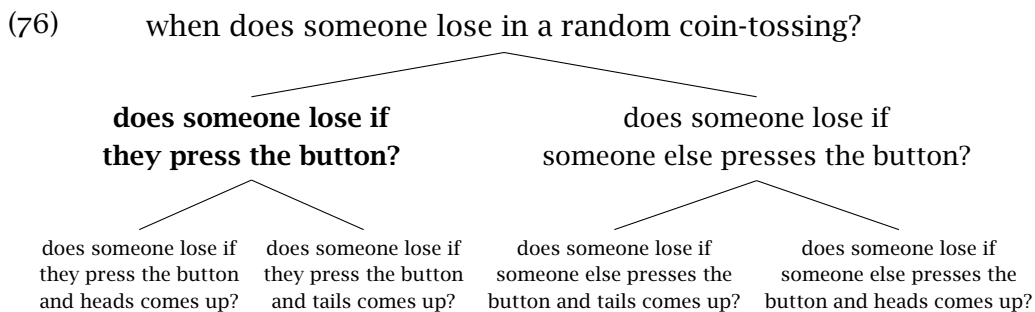 (76) when does someone lose in a random coin-tossing?
does someone lose if
they press the button?
does someone lose if
someone else presses the button?
does someone lose if
they press the button
and heads comes up?
does someone lose if
they press the button
and tails comes up?
does someone lose if
someone else presses the
button and tails comes up?
does someone lose if
someone else presses the
button and heads comes up?